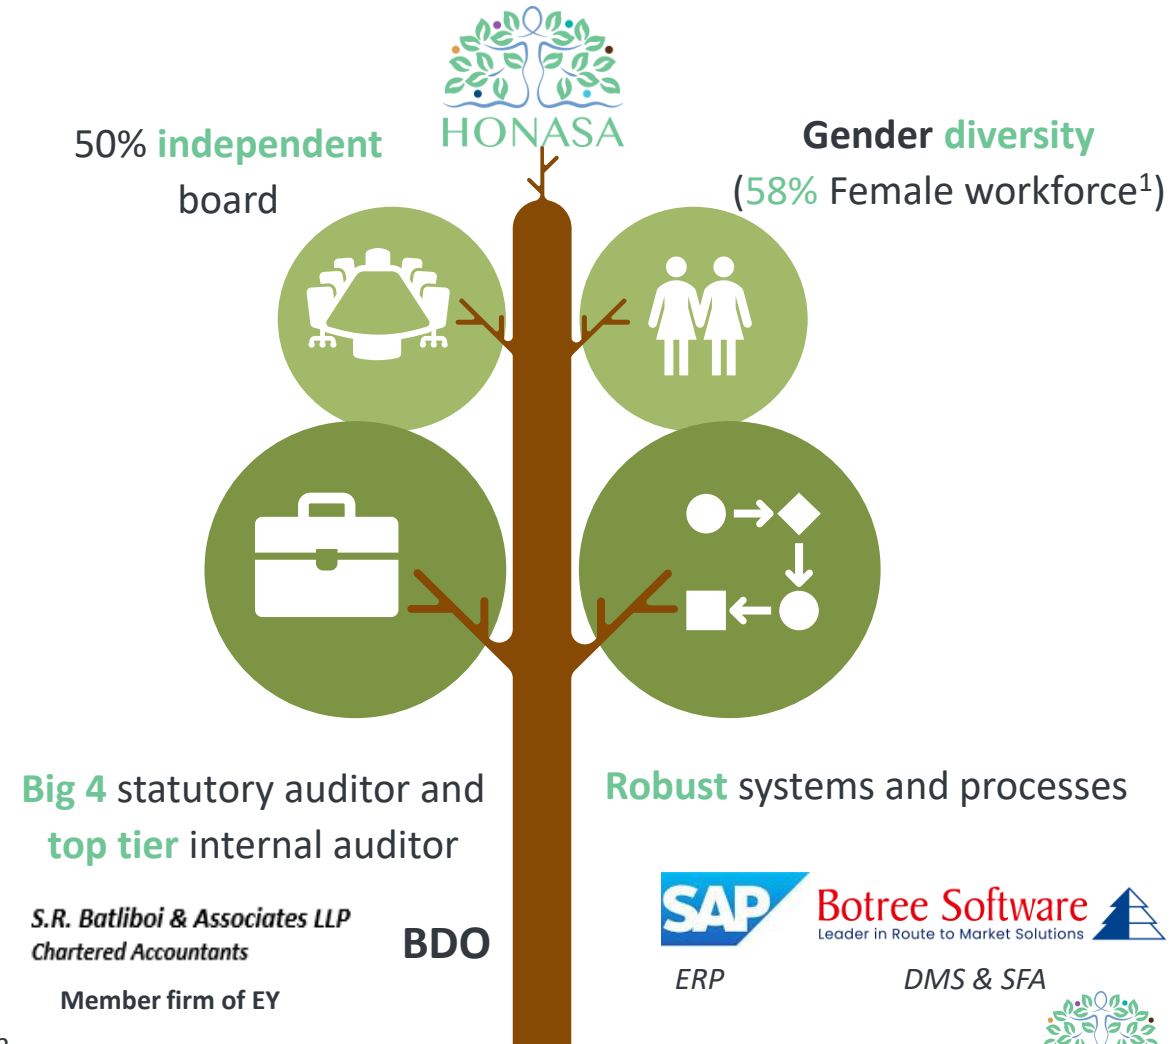 HONASA
50% independent
board
Gender diversity
(58% Female workforce¹)
Big 4 statutory auditor and
top tier internal auditor
S.R. Batliboi & Associates LLP
Chartered Accountants
Member firm of EY
BDO
Robust systems and processes
SAP
ERP
Botree Software
Leader in Route to Market Solutions
DMS & SFA